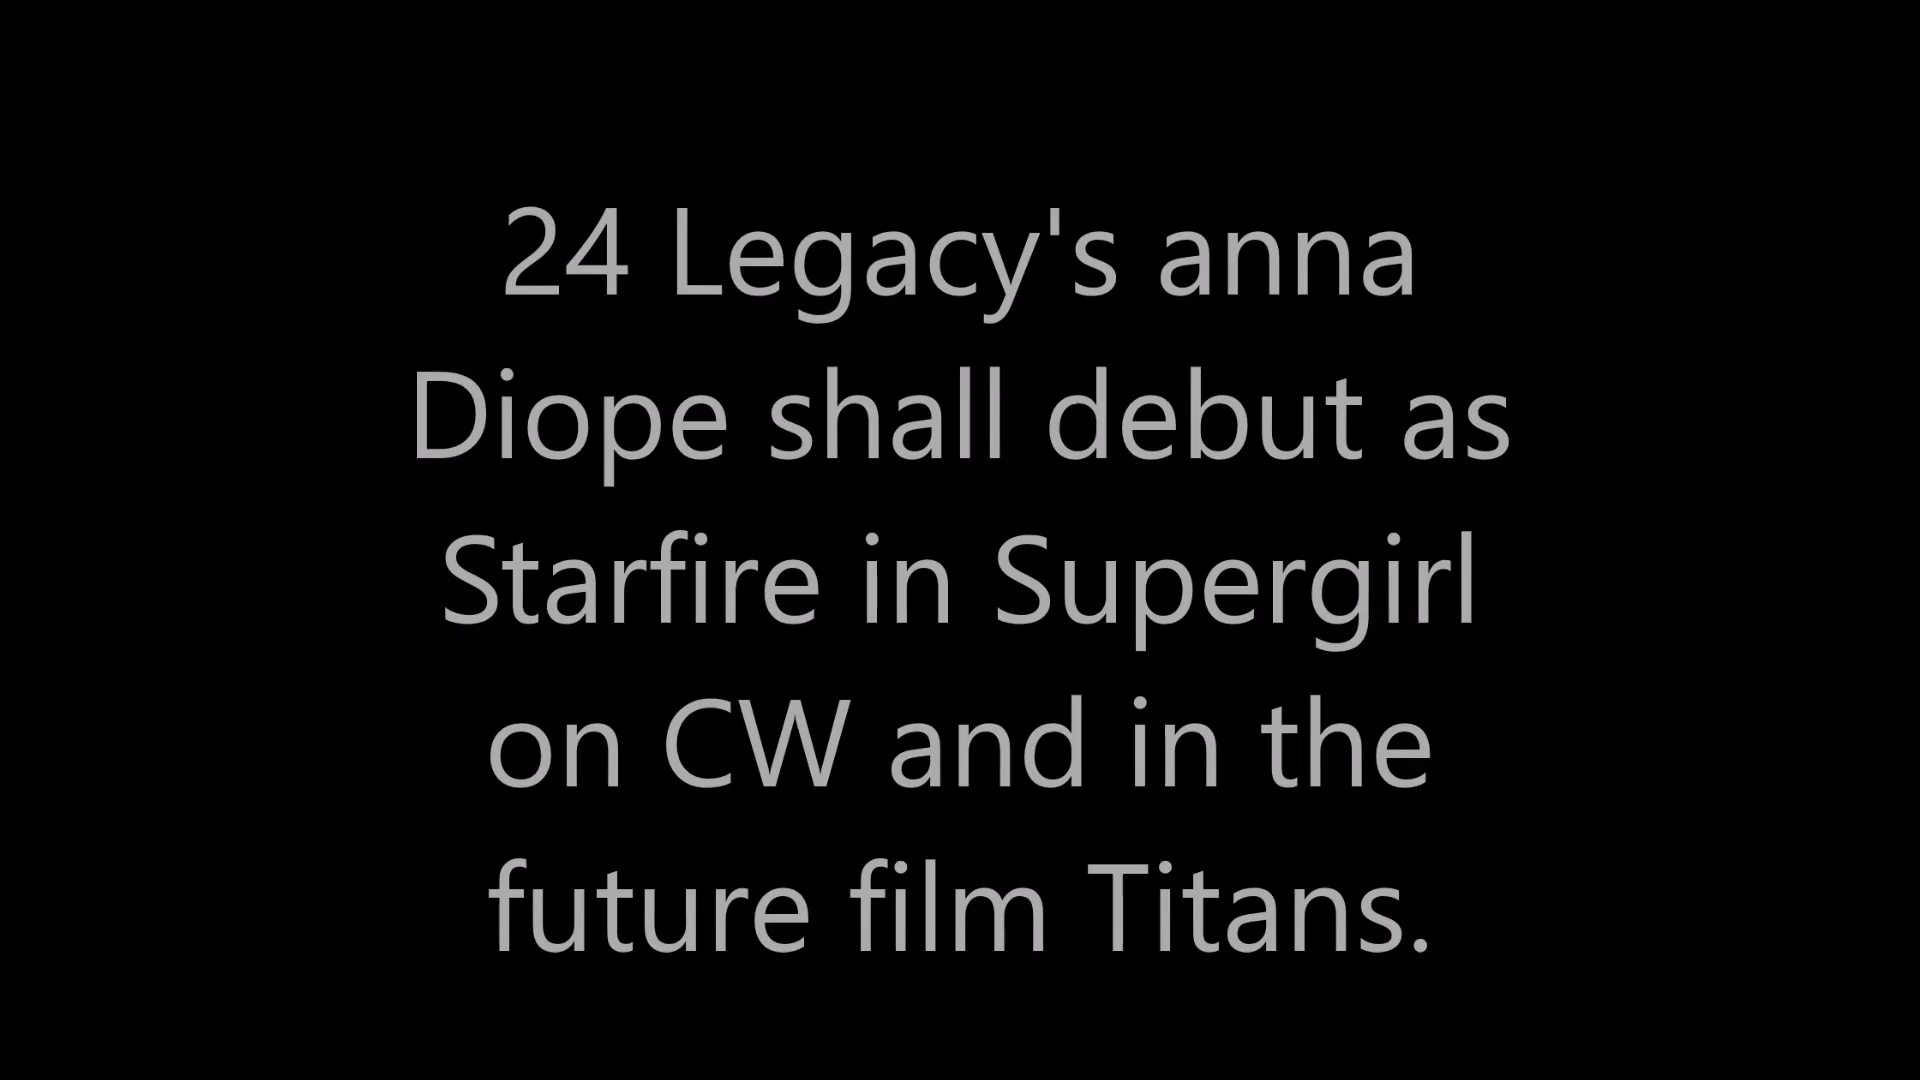 24 Legacy's anna
Diope shall debut as
Starfire in Supergirl
on CW and in the
future film Titans.